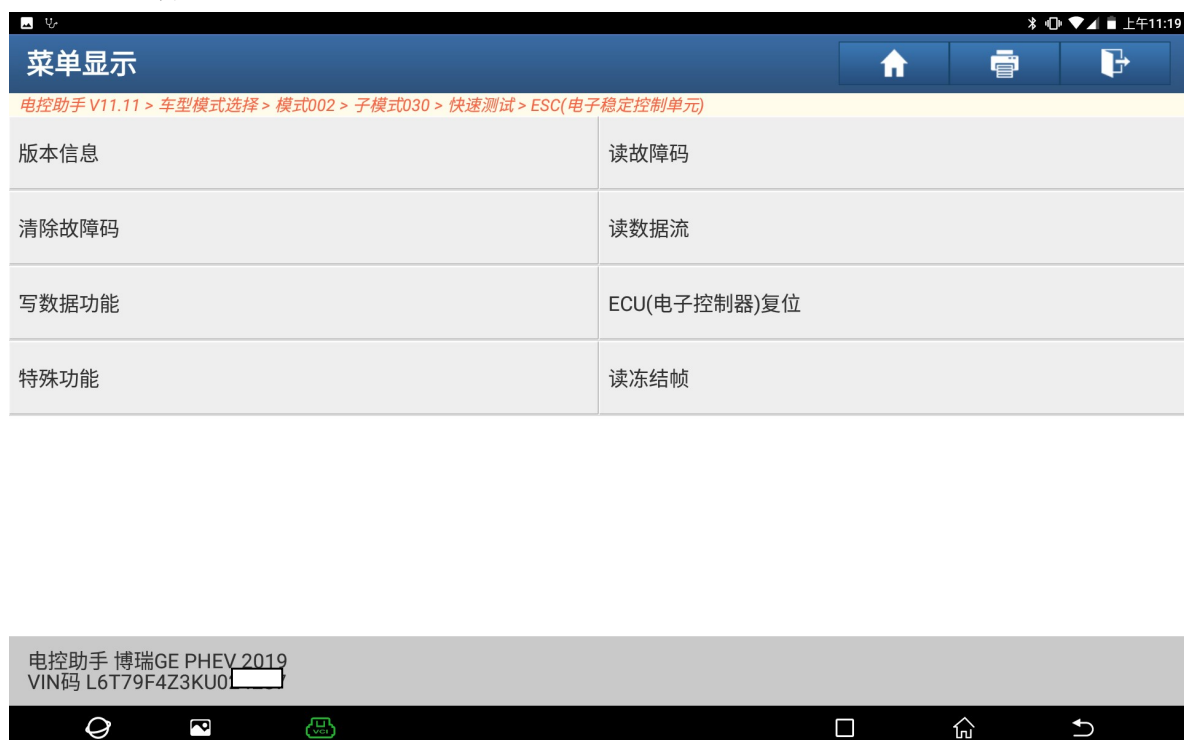 上午11:19
菜单显示
电控助手 V11.11 > 车型模式选择 > 模式002 > 子模式030 > 快速测试 > ESC(电子稳定控制单元)
版本信息
读故障码
清除故障码
读数据流
写数据功能
ECU(电子控制器)复位
特殊功能
读冻结帧
电控助手 博瑞GE PHEV 2019
VIN码
VCI